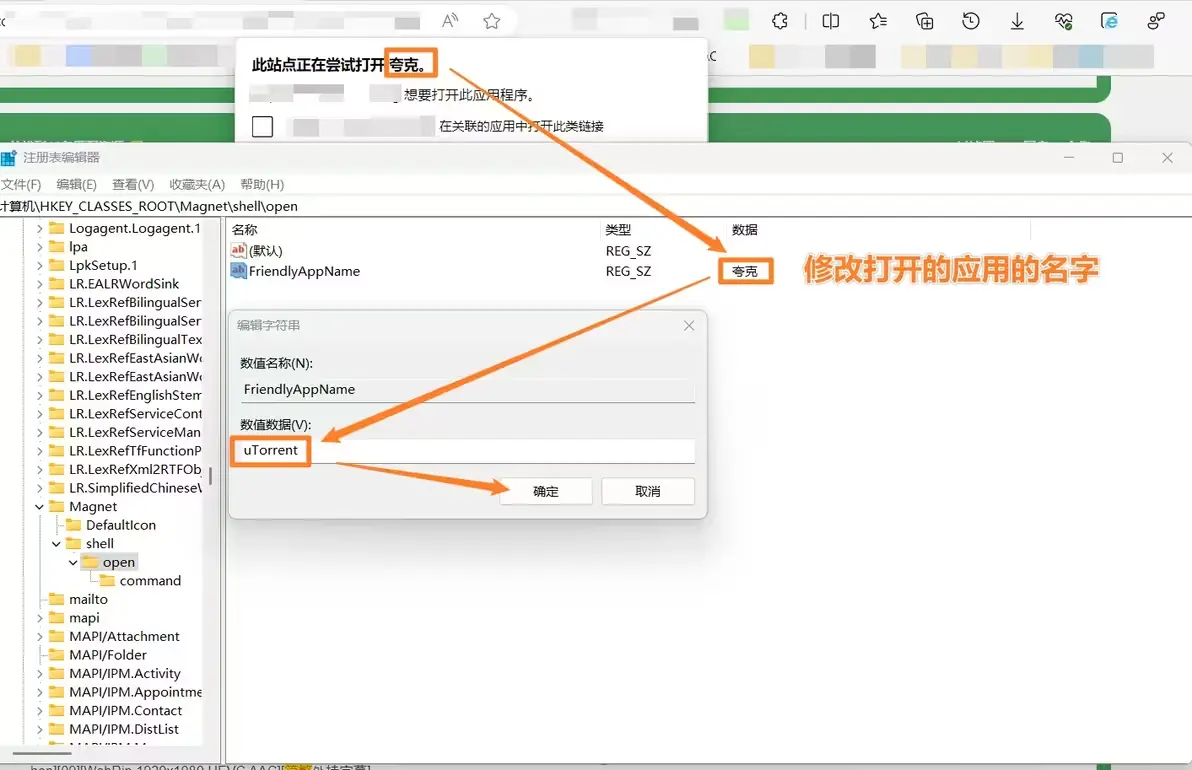 此站点正在尝试打开夸克。
想要打开此应用程序。
在关联的应用中打开此类链接
注册表编辑器
文件(F) 编辑(E) 查看(V) 收藏夹(A) 帮助(H)
计算机\HKEY_CLASSES_ROOT\Magnet\shell\open
名称 类型 数据
(默认) REG_SZ
FriendlyAppName REG_SZ 夸克
修改打开的应用的名字
Logagent.Logagent.1
lpa
LpkSetup.1
LR.EALRWordSink
LR.LexRefBilingualSer
LR.LexRefBilingualSer
LR.LexRefBilingualTex
LR.LexRefEastAsianWo
LR.LexRefEastAsianWo
LR.LexRefEnglishStem
LR.LexRefServiceCont
LR.LexRefServiceMan
LR.LexRefTfFunctionP
LR.LexRefXml2RTFObj
LR.SimplifiedChineseW
Magnet
DefaultIcon
shell
open
command
mailto
mapi
MAPI/Attachment
MAPI/Folder
MAPI/IPM.Activity
MAPI/IPM.Appointme
MAPI/IPM.Contact
MAPI/IPM.DistList
编辑字符串
数值名称(N):
FriendlyAppName
数值数据(V):
uTorrent
确定 取消